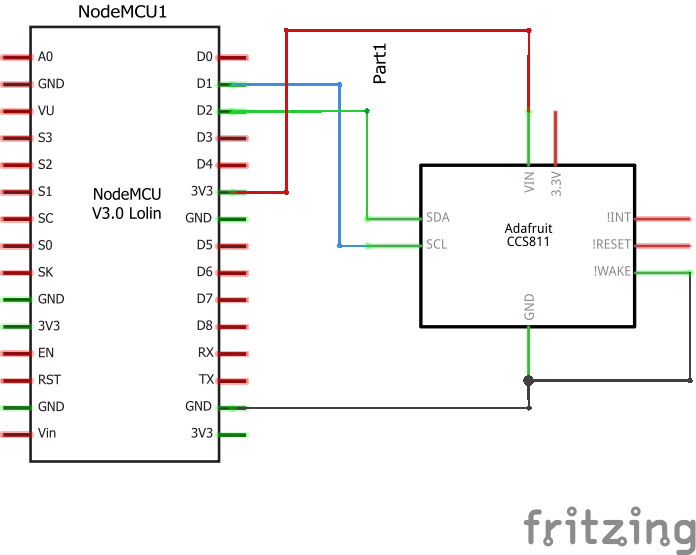 NodeMCU1
A0
GND
VU
S3
S2
S1
SC
S0
SK
GND
3V3
EN
RST
GND
Vin
NodeMCU
V3.0 Lolin
D0
D1
D2
D3
D4
3V3
GND
D5
D6
D7
D8
RX
TX
GND
3V3
Part1
VIN
3.3V
SDA
SCL
Adafruit
CCS811
!INT
!RESET
!WAKE
GND
fritzing